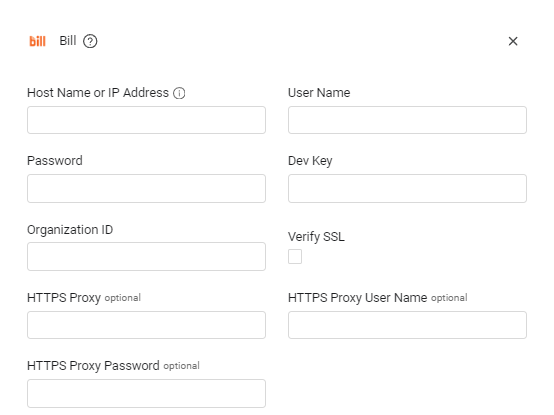 bill Bill ?
Host Name or IP Address i User Name
Password Dev Key
Organization ID Verify SSL
HTTPS Proxy optional HTTPS Proxy User Name optional
HTTPS Proxy Password optional